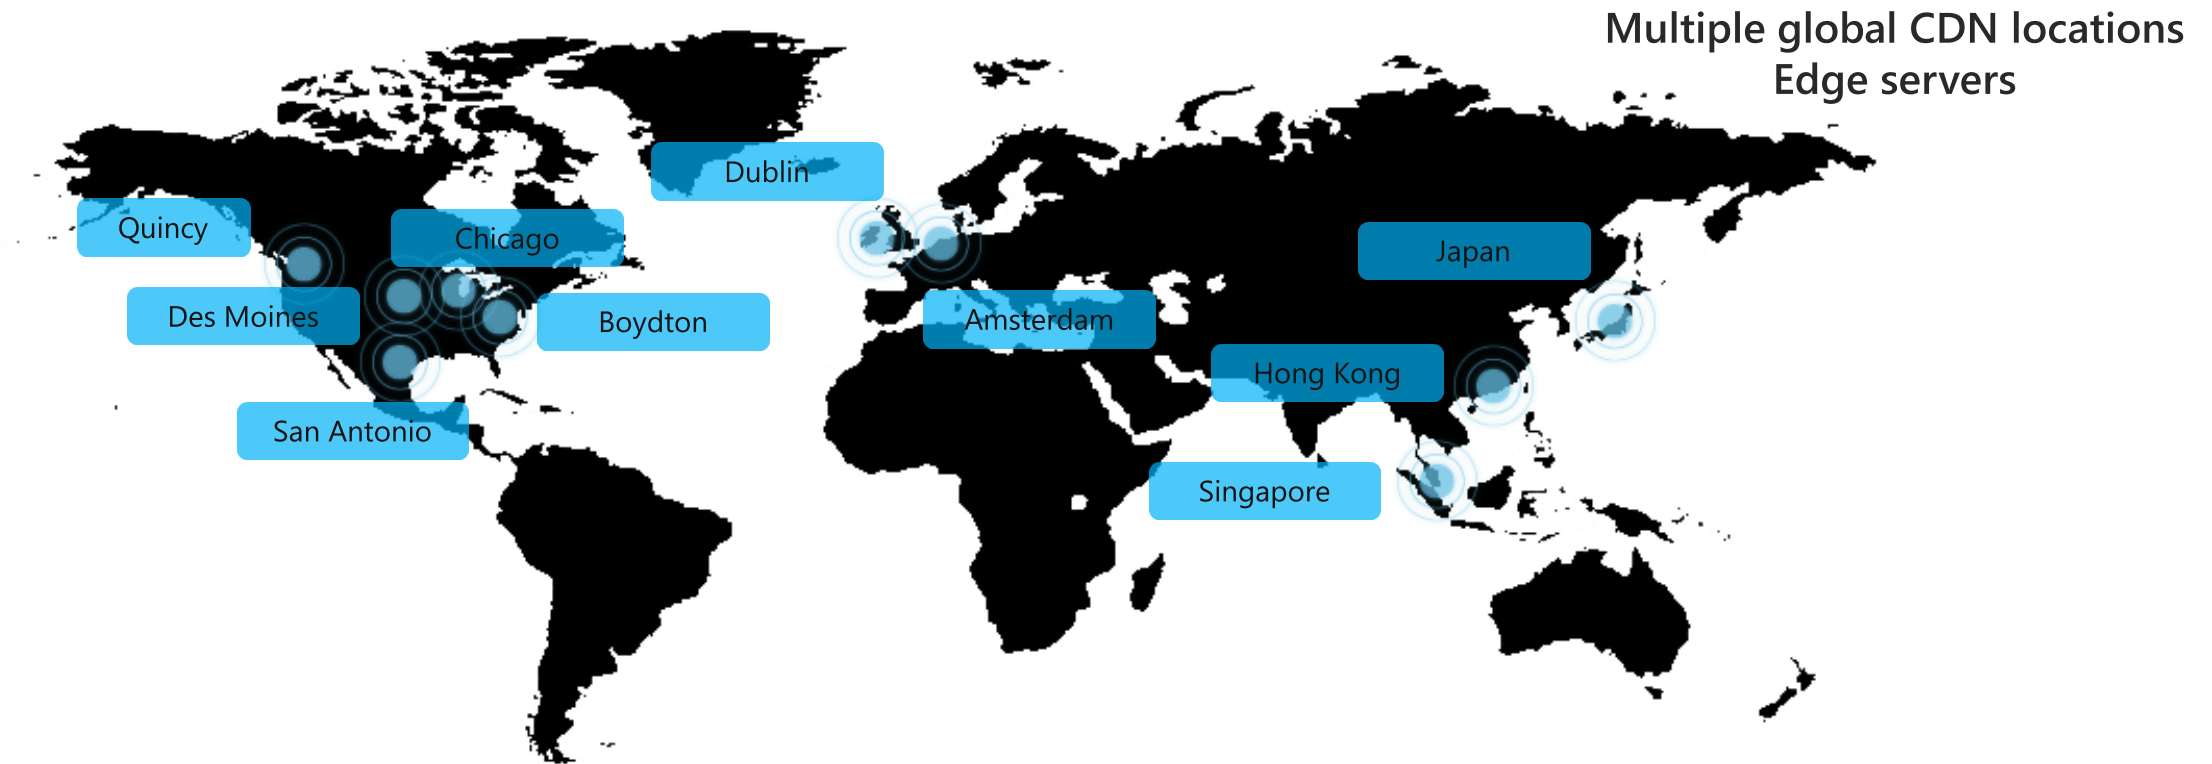 Multiple global CDN locations
Edge servers
Dublin
Quincy
Chicago
Japan
Des Moines
Boydton
Amsterdam
Hong Kong
San Antonio
Singapore